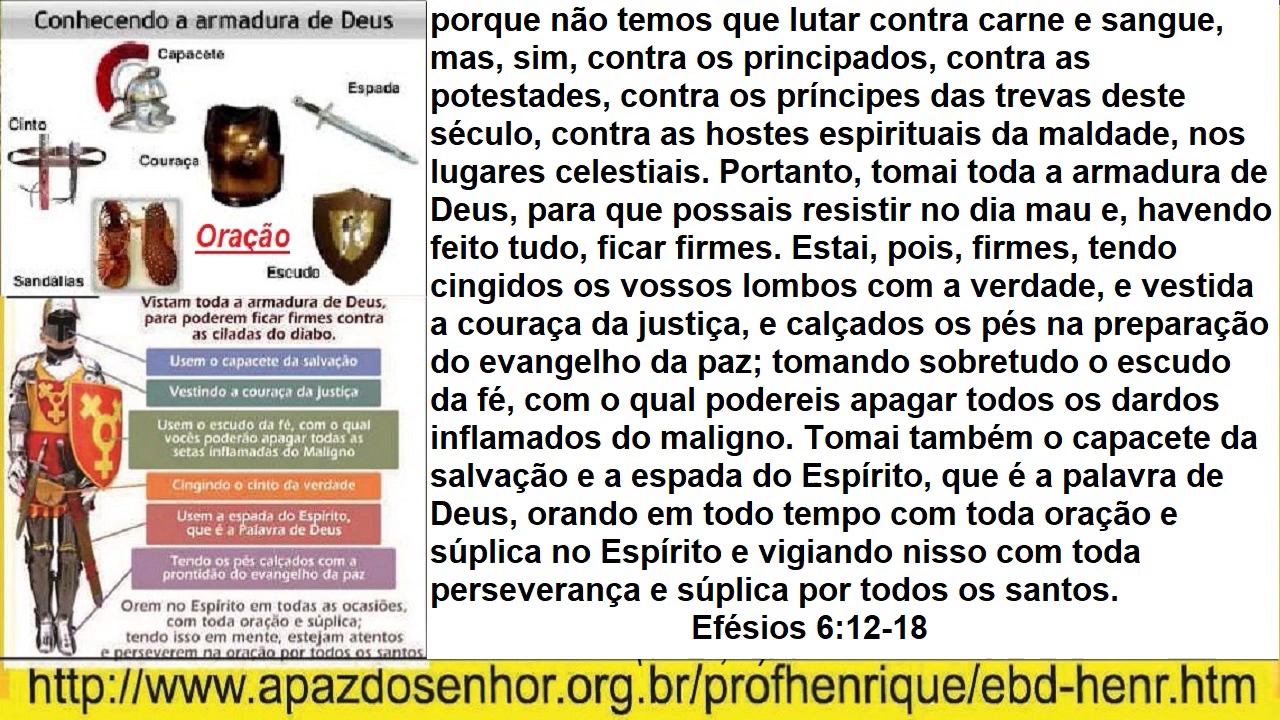 Conhecendo a armadura de Deus
Capacete
Espada
Cinto
Couraça
Oração
Escudo
Sandálias
Vistam toda a armadura de Deus,
para poderem ficar firmes contra
as ciladas do diabo.
Usem o capacete da salvação
Vestindo a couraça da justiça
Usem o escudo da fé, com o qual
vocês poderão apagar todas as
setas inflamadas do Maligno
Cingindo o cinto da verdade
Usem a espada do Espírito,
que é a Palavra de Deus
Tendo os pés calçados com a
prontidão do evangelho da paz
Orem no Espírito em todas as ocasiões,
com toda oração e súplica;
tendo isso em mente, estejam atentos
e perseverem na oração por todos os santos
porque não temos que lutar contra carne e sangue,
mas, sim, contra os principados, contra as
potestades, contra os príncipes das trevas deste
século, contra as hostes espirituais da maldade, nos
lugares celestiais. Portanto, tomai toda a armadura de
Deus, para que possais resistir no dia mau e, havendo
feito tudo, ficar firmes. Estai, pois, firmes, tendo
cingidos os vossos lombos com a verdade, e vestida
a couraça da justiça, e calçados os pés na preparação
do evangelho da paz; tomando sobretudo o escudo
da fé, com o qual podereis apagar todos os dardos
inflamados do maligno. Tomai também o capacete da
salvação e a espada do Espírito, que é a palavra de
Deus, orando em todo tempo com toda oração e
súplica no Espírito e vigiando nisso com toda
perseverança e súplica por todos os santos.
Efésios 6:12-18
http://www.apazdosenhor.org.br/profhenrique/ebd-henr.htm